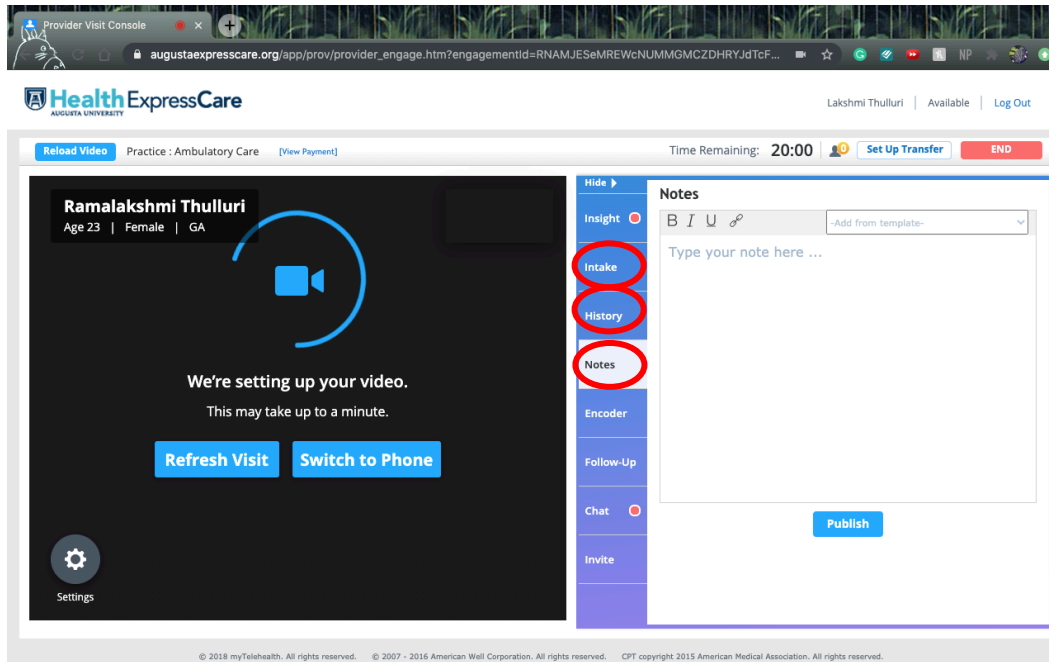 Provider Visit Console
augustaexpresscare.org/app/prov/provider_engage.htm?engagementId=RNAMJESeMREWcNUMMGMCZDHRYJdTcF...
NP
Health ExpressCare
AUGUSTA UNIVERSITY
Lakshmi Thulluri | Available | Log Out
Reload Video Practice : Ambulatory Care [View Payment] Time Remaining: 20:00 0 Set Up Transfer END
Ramalakshmi Thulluri
Age 23 | Female | GA
We're setting up your video.
This may take up to a minute.
Refresh Visit Switch to Phone
Settings
Hide
Insight
Intake
History
Notes
Encoder
Follow-Up
Chat
Invite
Notes
B I U -Add from template-
Type your note here ...
Publish
© 2018 myTelehealth. All rights reserved. © 2007 - 2016 American Well Corporation. All rights reserved. CPT copyright 2015 American Medical Association. All rights reserved.